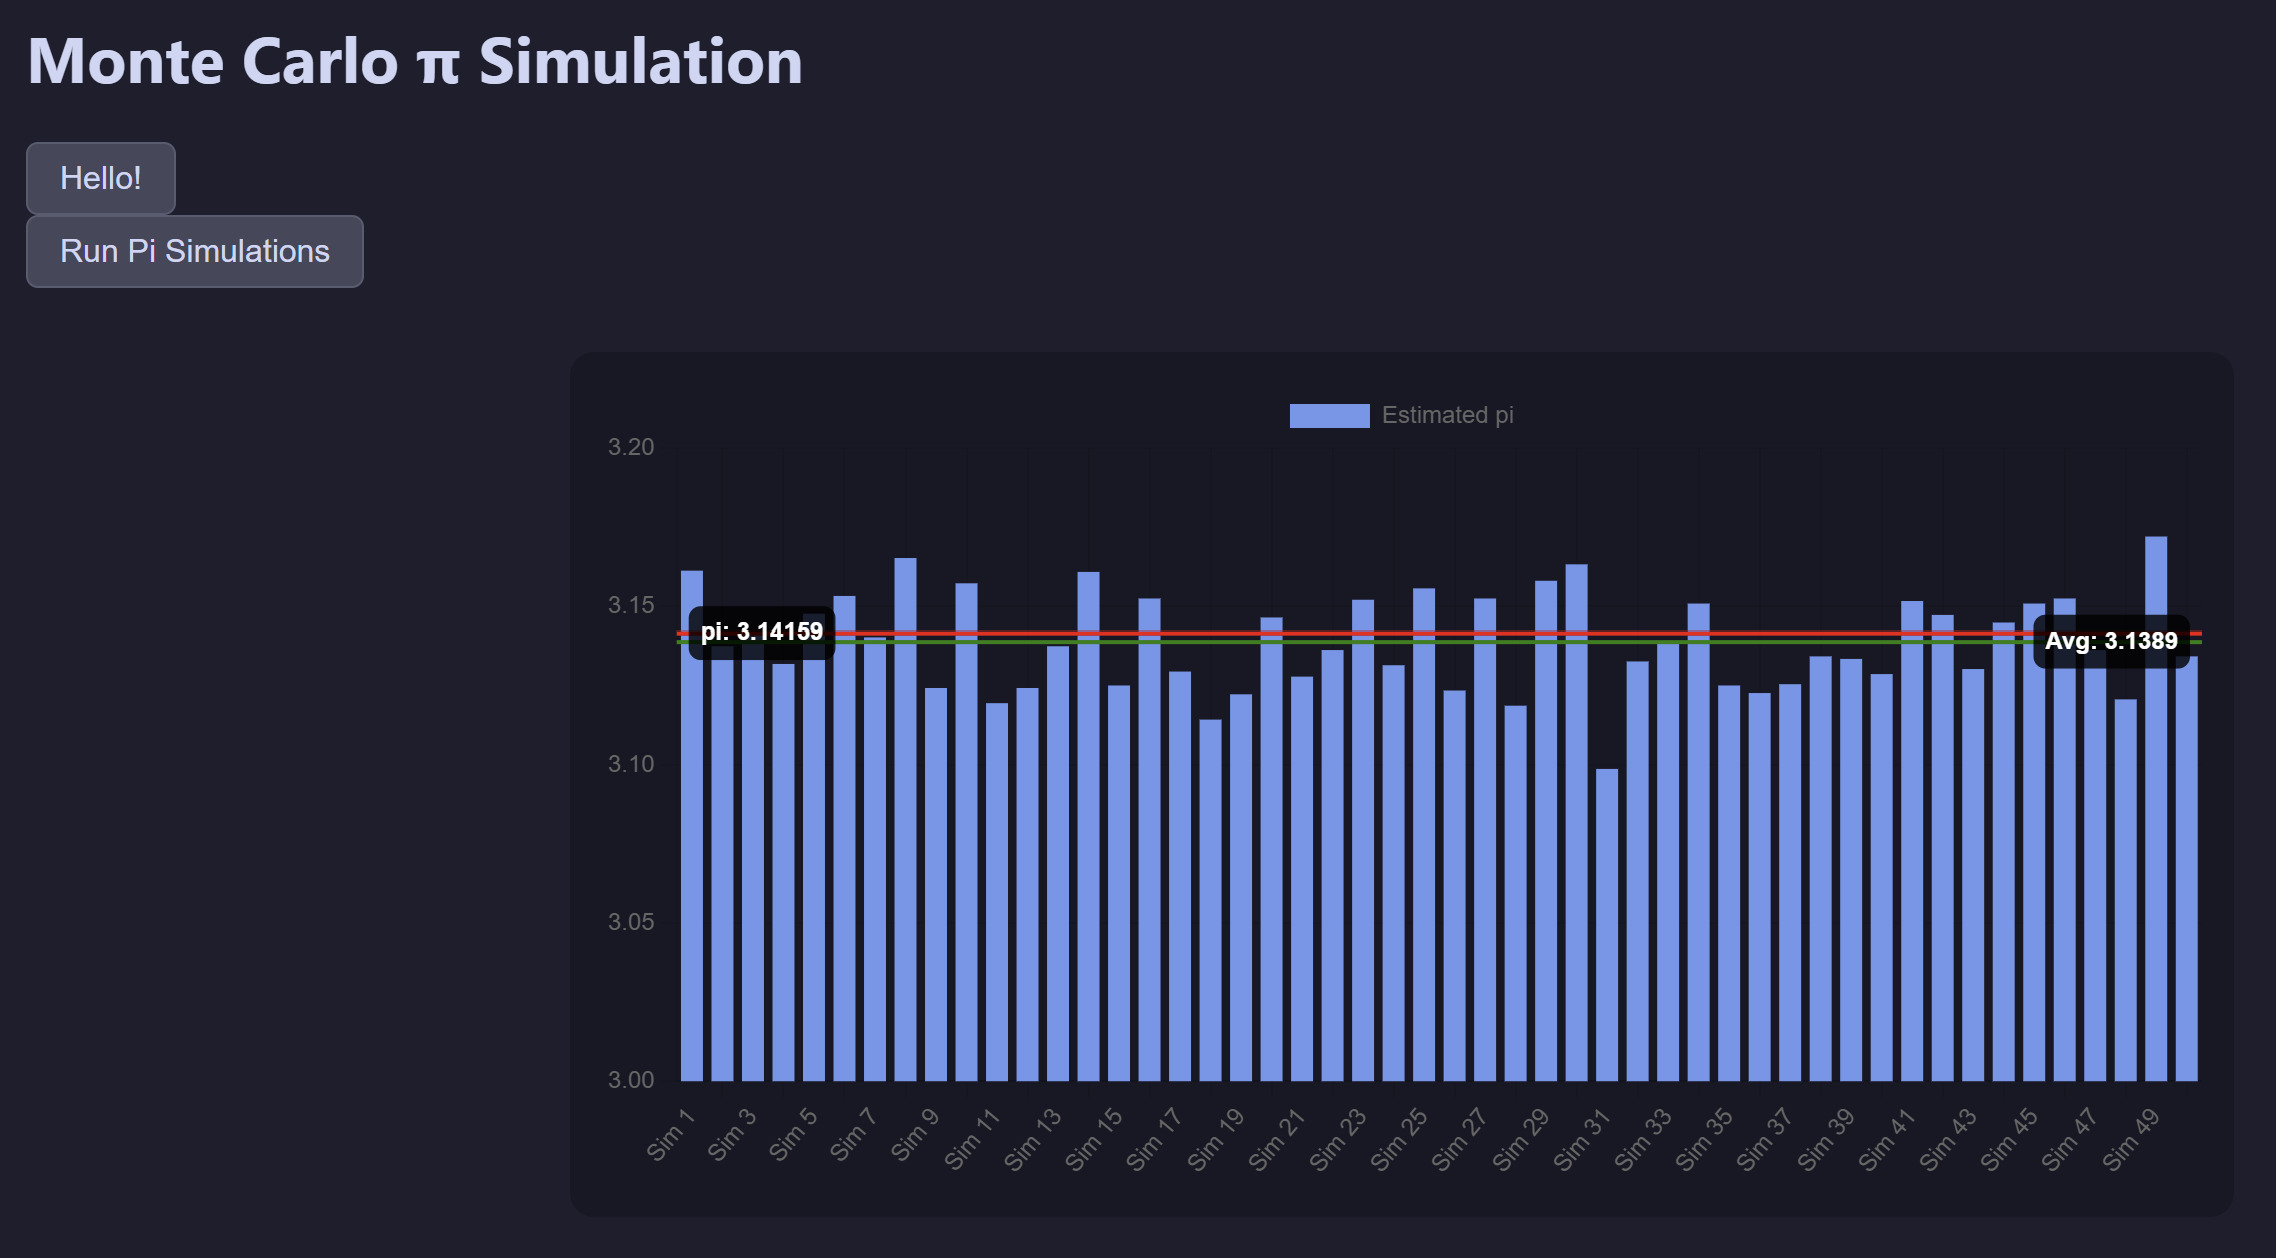 Monte Carlo π Simulation
Hello!
Run Pi Simulations
Estimated pi
3.20
3.15
3.10
3.05
3.00
pi: 3.14159
Avg: 3.1389
Sim 1
Sim 3
Sim 5
Sim 7
Sim 9
Sim 11
Sim 13
Sim 15
Sim 17
Sim 19
Sim 21
Sim 23
Sim 25
Sim 27
Sim 29
Sim 31
Sim 33
Sim 35
Sim 37
Sim 39
Sim 41
Sim 43
Sim 45
Sim 47
Sim 49